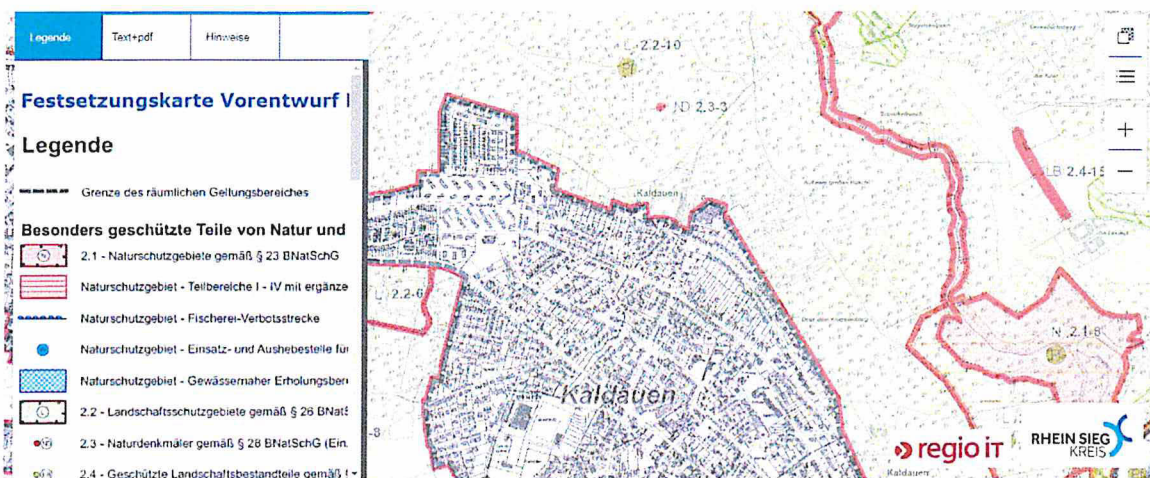 Legende
Text+pdf
Hinweise
Festsetzungskarte Vorentwurf
Legende
Grenze des räumlichen Geltungsbereiches
Besonders geschützte Teile von Natur und
2.1 - Naturschutzgebiete gemäß § 23 BNatSchG
Naturschutzgebiet - Teilbereiche I - IV mit ergänze
Naturschutzgebiet - Fischerei-Verbotsstrecke
Naturschutzgebiet - Einsatz- und Aushebestelle für
Naturschutzgebiet - Gewässernaher Erholungsber
2.2 - Landschaftsschutzgebiete gemäß § 26 BNatS
2.3 - Naturdenkmäler gemäß § 28 BNatSchG (Ein
2.4 - Geschützte Landschaftsbestandteile gemäß
L 2.2-10
ND 2.3-3
LB 2.4-15
Kaldauen
L 2.2-6
N 2.1-8
Kaldauen
-3
regio iT
RHEIN SIEG
KREIS
Kaldauen